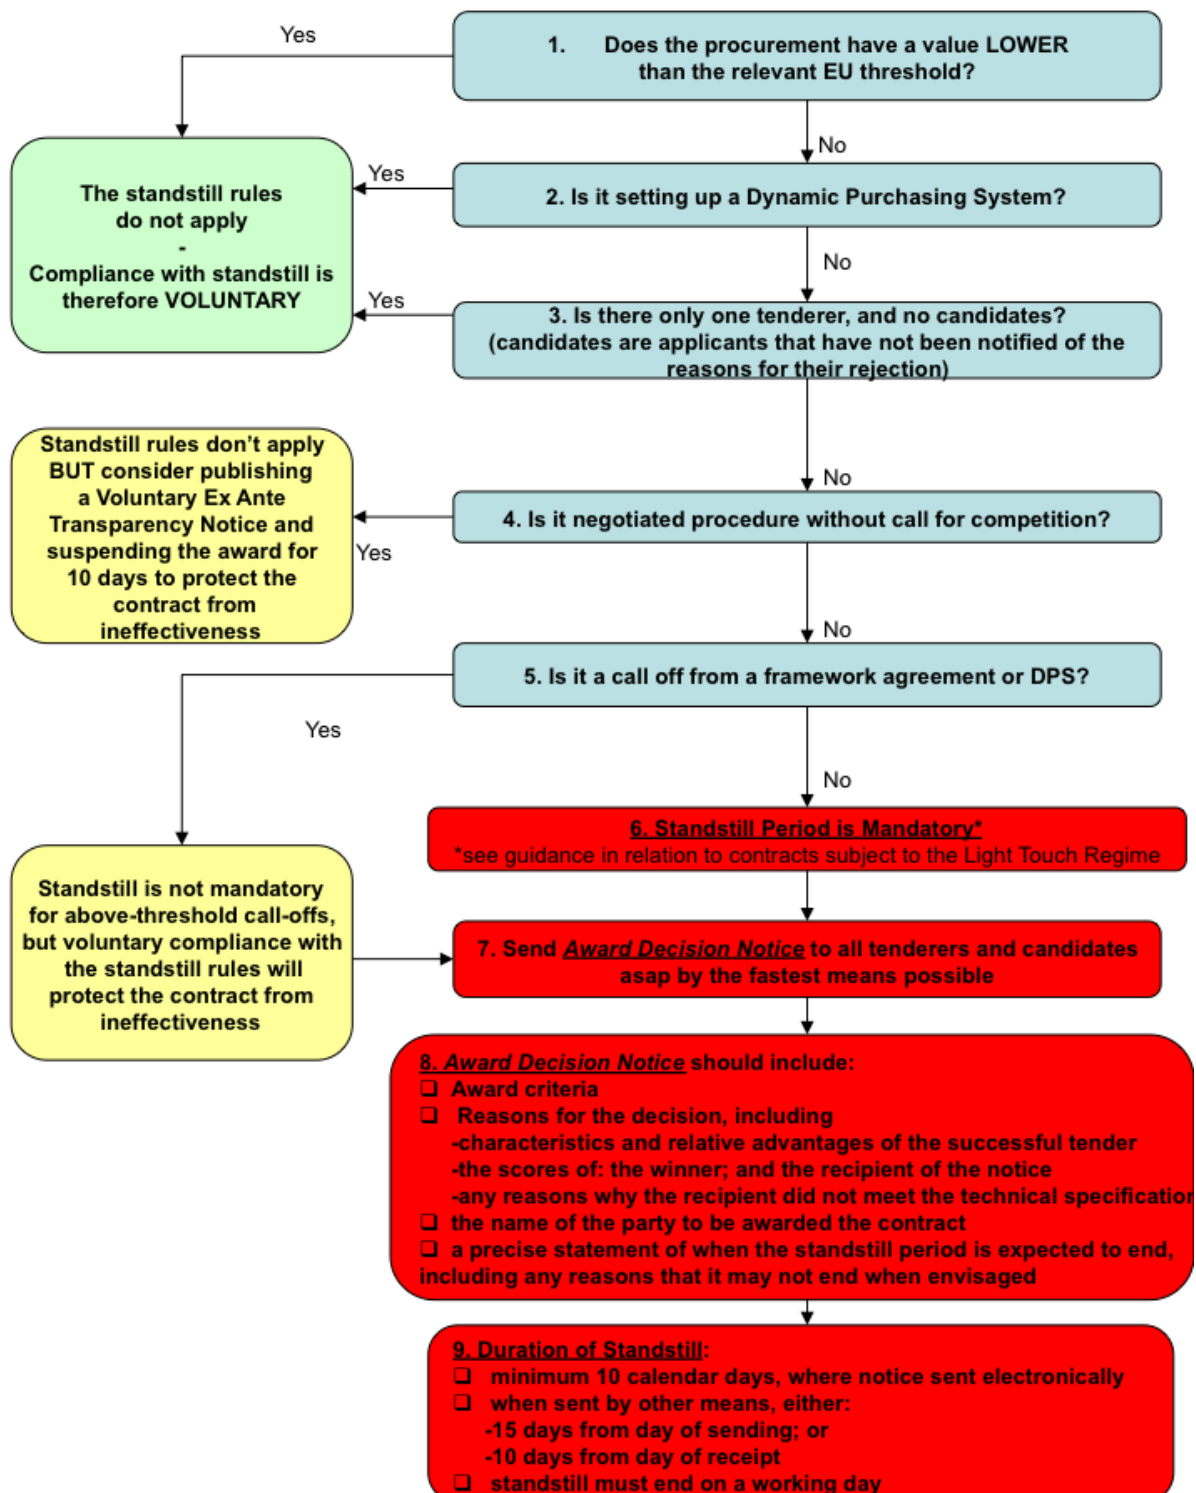 Yes
1. Does the procurement have a value LOWER
than the relevant EU threshold?
No
The standstill rules
do not apply
-
Compliance with standstill is
therefore VOLUNTARY
Yes
2. Is it setting up a Dynamic Purchasing System?
No
Yes
3. Is there only one tenderer, and no candidates?
(candidates are applicants that have not been notified of the
reasons for their rejection)
No
Standstill rules don’t apply
BUT consider publishing
a Voluntary Ex Ante
Transparency Notice and
suspending the award for
10 days to protect the
contract from
ineffectiveness
Yes
4. Is it negotiated procedure without call for competition?
No
5. Is it a call off from a framework agreement or DPS?
Yes
No
6. Standstill Period is Mandatory*
*see guidance in relation to contracts subject to the Light Touch Regime
Standstill is not mandatory
for above-threshold call-offs,
but voluntary compliance with
the standstill rules will
protect the contract from
ineffectiveness
7. Send Award Decision Notice to all tenderers and candidates
asap by the fastest means possible
8. Award Decision Notice should include:
❑ Award criteria
❑ Reasons for the decision, including
-characteristics and relative advantages of the successful tender
-the scores of: the winner; and the recipient of the notice
-any reasons why the recipient did not meet the technical specification
❑ the name of the party to be awarded the contract
❑ a precise statement of when the standstill period is expected to end,
including any reasons that it may not end when envisaged
9. Duration of Standstill:
❑ minimum 10 calendar days, where notice sent electronically
❑ when sent by other means, either:
-15 days from day of sending; or
-10 days from day of receipt
❑ standstill must end on a working day